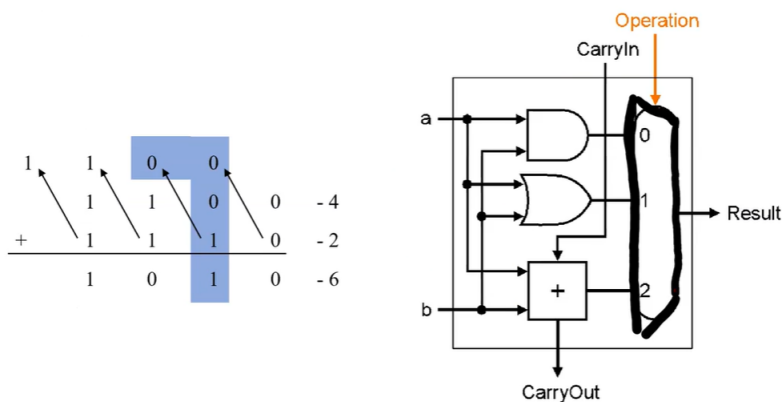 1 1 0 0
1 1 0 0 - 4
+ 1 1 1 0 - 2
1 0 1 0 - 6
Operation
CarryIn
a
0
1
Result
+
2
b
CarryOut